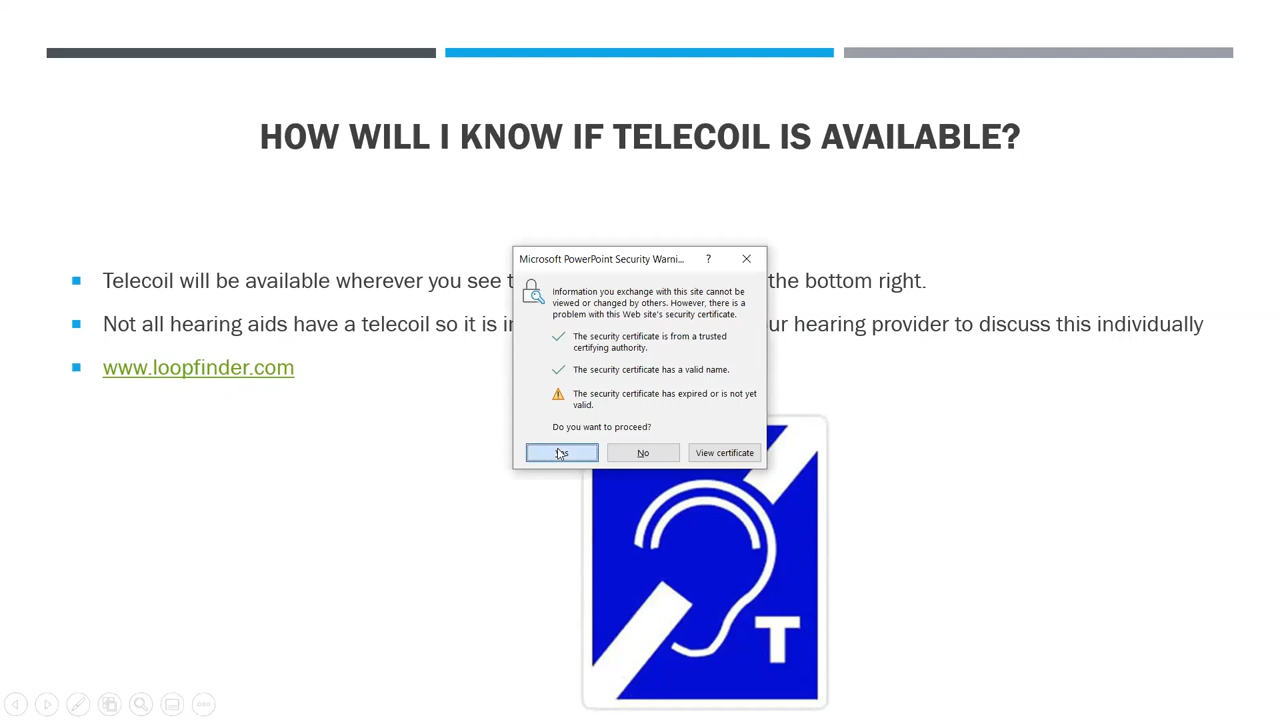 HOW WILL I KNOW IF TELECOIL IS AVAILABLE?
Microsoft PowerPoint Security Warni... ?
Information you exchange with this site cannot be
viewed or changed by others. However, there is a
problem with this Web site's security certificate.
The security certificate is from a trusted
certifying authority.
The security certificate has a valid name.
The security certificate has expired or is not yet
valid.
Do you want to proceed?
No View certificate
Telecoil will be available wherever you see the bottom right.
Not all hearing aids have a telecoil so it is hearing provider to discuss this individually
www.loopfinder.com
T